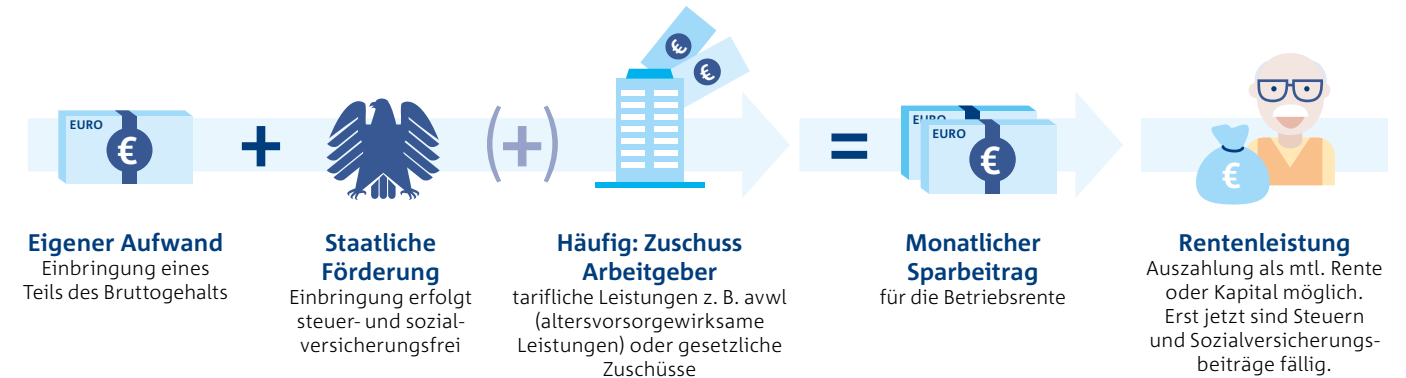 EURO
€
+
(+)
€
€
=
EURO
EURO
€
€
Eigener Aufwand
Einbringung eines
Teils des Bruttogehalts
Staatliche
Förderung
Einbringung erfolgt
steuer- und sozial-
versicherungsfrei
Häufig: Zuschuss
Arbeitgeber
tarifliche Leistungen z. B. avwl
(altersvorsorgewirksame
Leistungen) oder gesetzliche
Zuschüsse
Monatlicher
Sparbeitrag
für die Betriebsrente
Rentenleistung
Auszahlung als mtl. Rente
oder Kapital möglich.
Erst jetzt sind Steuern
und Sozialversicherungs-
beiträge fällig.